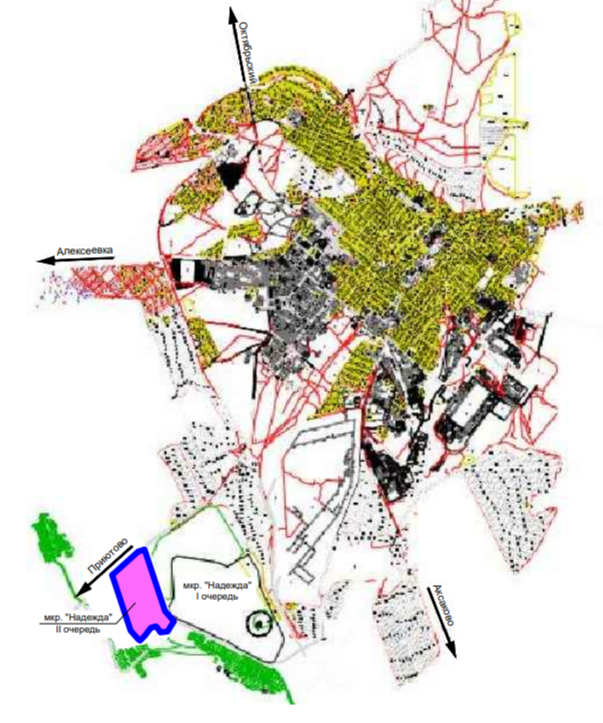 Октябрьский
Алексеевка
Приютово
мкр. "Надежда"
I очередь
мкр. "Надежда"
II очередь
Аксаково